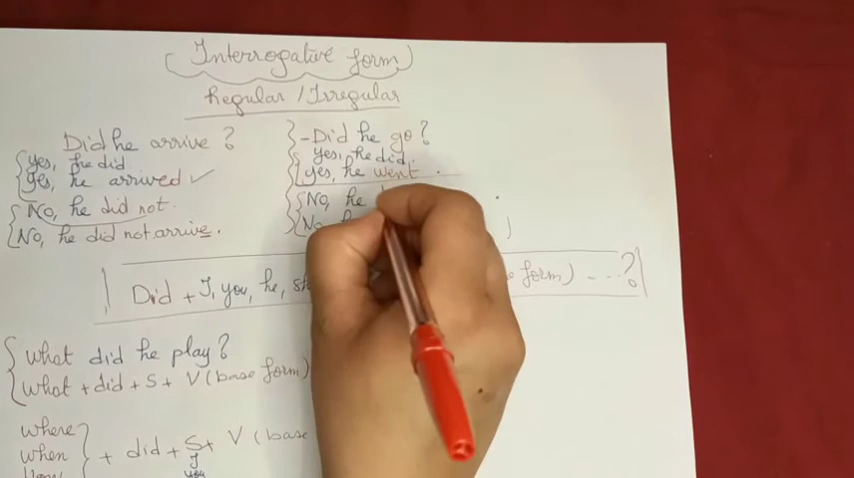 Interrogative form
Regular / Irregular
Did he arrive ?
yes, he did
yes, he arrived ✓
No, he did not.
No, he did not arrive.
- Did he go ?
yes, he did.
yes, he went.
No, he
No
Did + I, you, he, form) ---- ?
what did he play ?
what + did + S + V (base form)
where
when
+ did + S + V (base
I
you